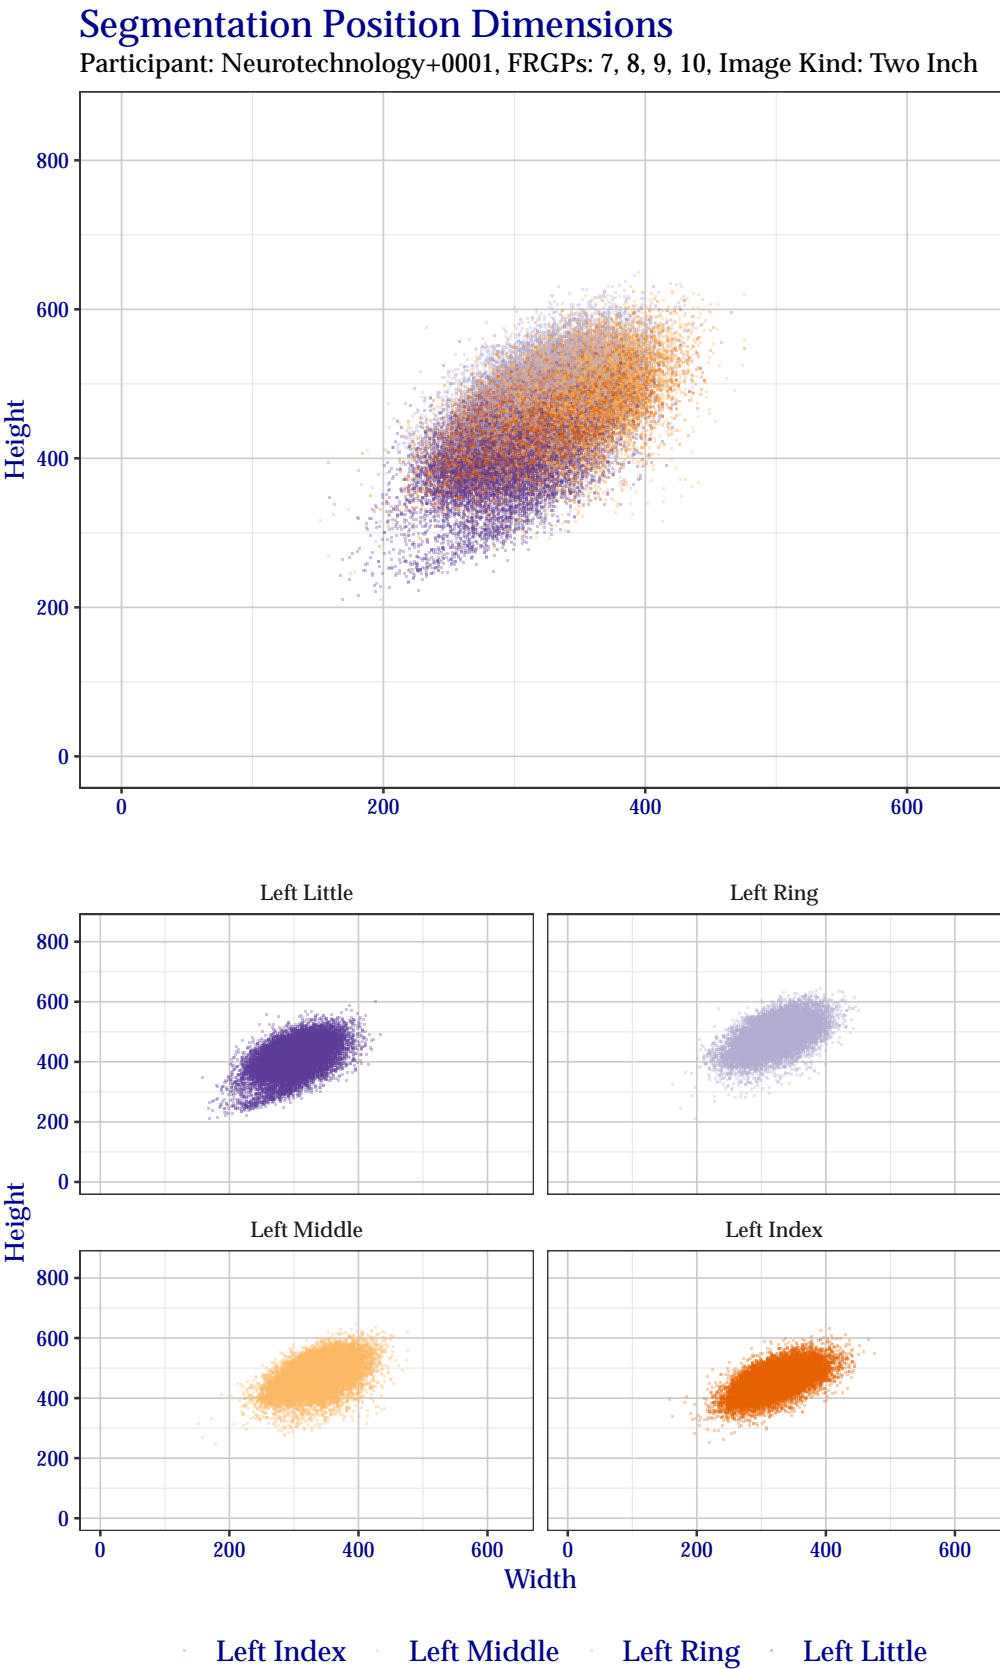 Segmentation Position Dimensions
Participant: Neurotechnology+0001, FRGPs: 7, 8, 9, 10, Image Kind: Two Inch
800
600
400
200
0
Height
0 200 400 600
Left Little Left Ring
800
600
400
200
0
Height
Left Middle Left Index
800
600
400
200
0
0 200 400 600 0 200 400 600
Width
Left Index Left Middle Left Ring Left Little